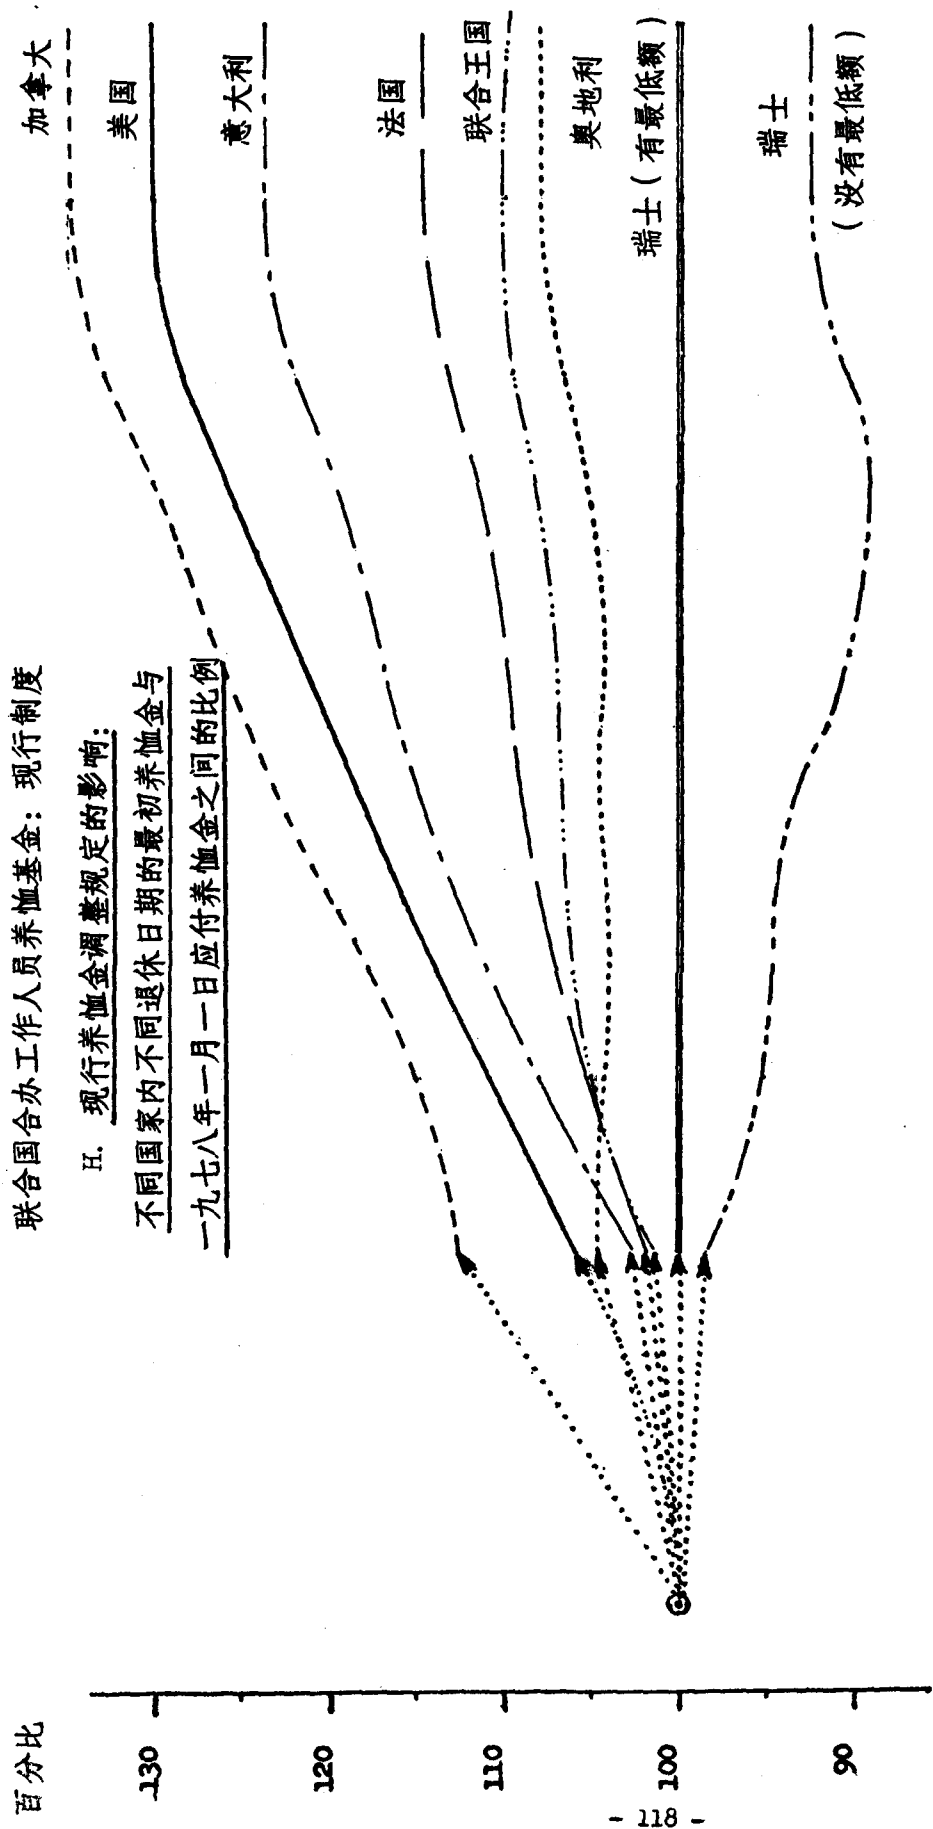 联合国合办工作人员养恤基金：现行制度
H. 现行养恤金调整规定的影响：
不同国家内不同退休日期的最初养恤金与
一九七八年一月一日应付养恤金之间的比例
百分比
130
120
110
100
90
加拿大
美国
意大利
法国
联合王国
奥地利
瑞士（有最低额）
瑞士
（没有最低额）
- 118 -